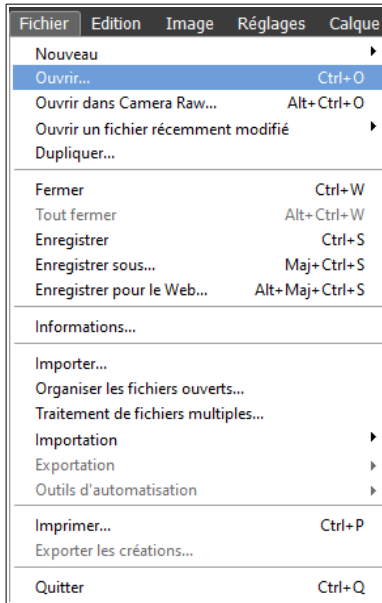 Fichier Edition Image Réglages Calque
Nouveau
Ouvrir... Ctrl+O
Ouvrir dans Camera Raw... Alt+Ctrl+O
Ouvrir un fichier récemment modifié
Dupliquer...
Fermer Ctrl+W
Tout fermer Alt+Ctrl+W
Enregistrer Ctrl+S
Enregistrer sous... Maj+Ctrl+S
Enregistrer pour le Web... Alt+Maj+Ctrl+S
Informations...
Importer...
Organiser les fichiers ouverts...
Traitement de fichiers multiples...
Importation
Exportation
Outils d'automatisation
Imprimer... Ctrl+P
Exporter les créations...
Quitter Ctrl+Q